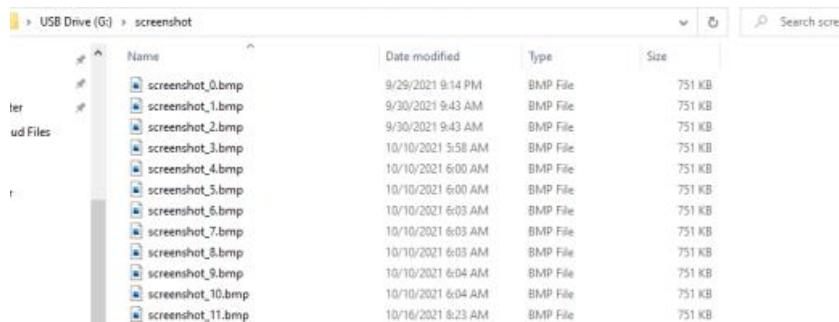 › USB Drive (G:) › screenshot
Search scre
Name Date modified Type Size
screenshot_0.bmp 9/29/2021 9:14 PM BMP File 751 KB
screenshot_1.bmp 9/30/2021 9:43 AM BMP File 751 KB
ter
screenshot_2.bmp 9/30/2021 9:43 AM BMP File 751 KB
ud Files
screenshot_3.bmp 10/10/2021 5:58 AM BMP File 751 KB
screenshot_4.bmp 10/10/2021 6:00 AM BMP File 751 KB
screenshot_5.bmp 10/10/2021 6:00 AM BMP File 751 KB
r
screenshot_6.bmp 10/10/2021 6:03 AM BMP File 751 KB
screenshot_7.bmp 10/10/2021 6:03 AM BMP File 751 KB
screenshot_8.bmp 10/10/2021 6:03 AM BMP File 751 KB
screenshot_9.bmp 10/10/2021 6:04 AM BMP File 751 KB
screenshot_10.bmp 10/10/2021 6:04 AM BMP File 751 KB
screenshot_11.bmp 10/16/2021 8:23 AM BMP File 751 KB